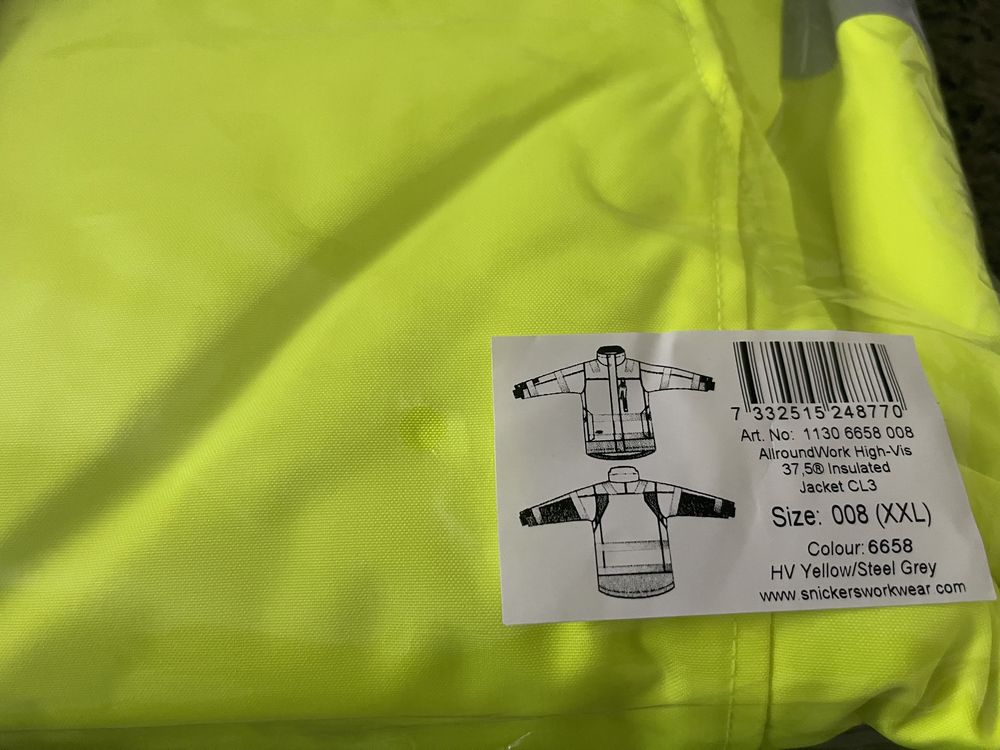 7 332515 248770
Art. No: 1130 6658 008
AllroundWork High-Vis
37,5® Insulated
Jacket CL3
Size: 008 (XXL)
Colour: 6658
HV Yellow/Steel Grey
www.snickersworkwear.com